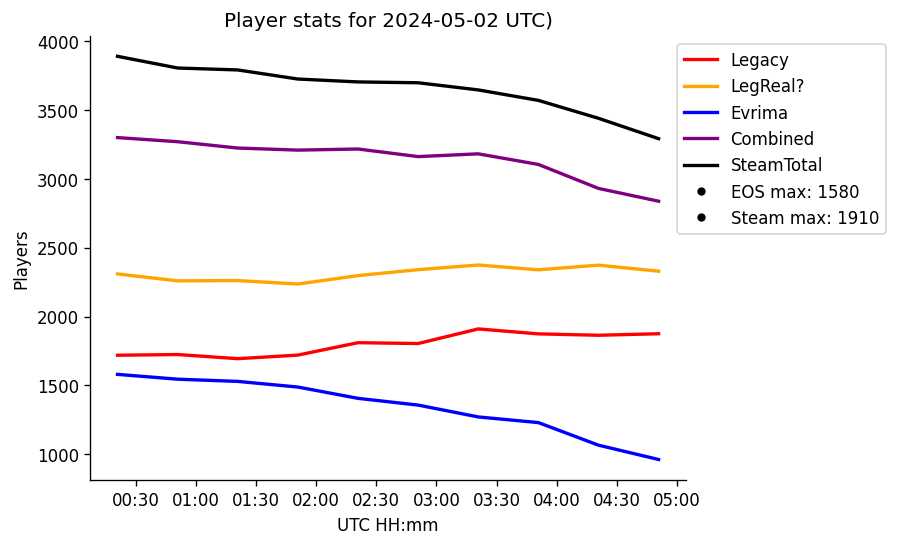 Player stats for 2024-05-02 UTC)
4000
3500
3000
2500
2000
1500
1000
Players
00:30 01:00 01:30 02:00 02:30 03:00 03:30 04:00 04:30 05:00
UTC HH:mm
Legacy
LegReal?
Evrima
Combined
SteamTotal
EOS max: 1580
Steam max: 1910